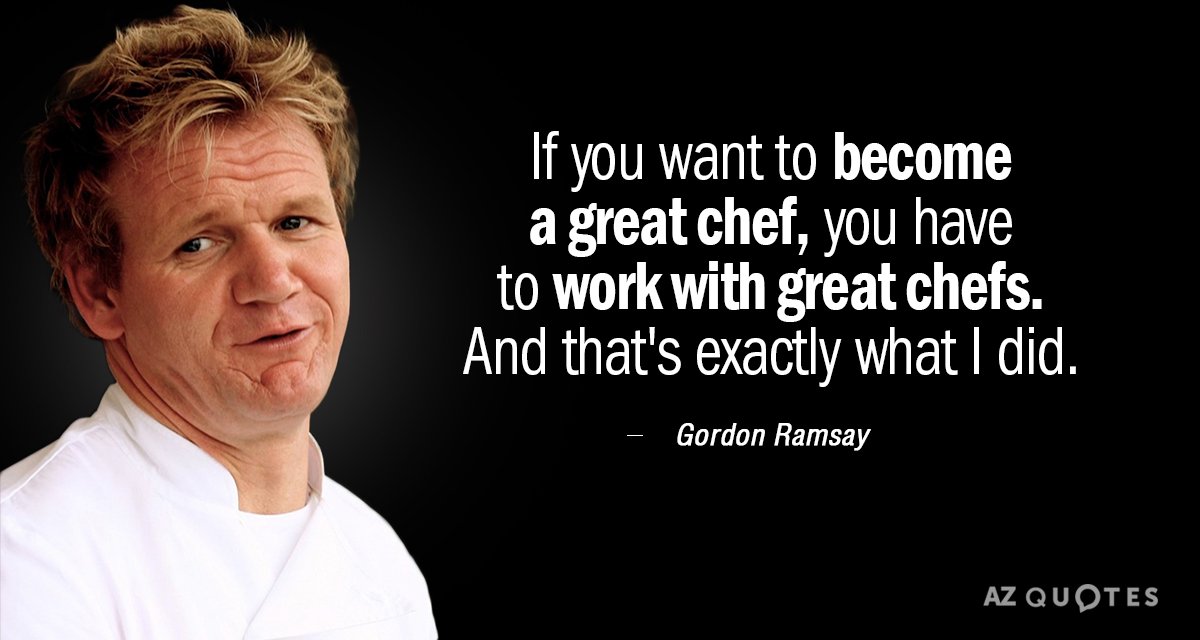 If you want to become
a great chef, you have
to work with great chefs.
And that's exactly what I did.
— Gordon Ramsay
AZ QUOTES